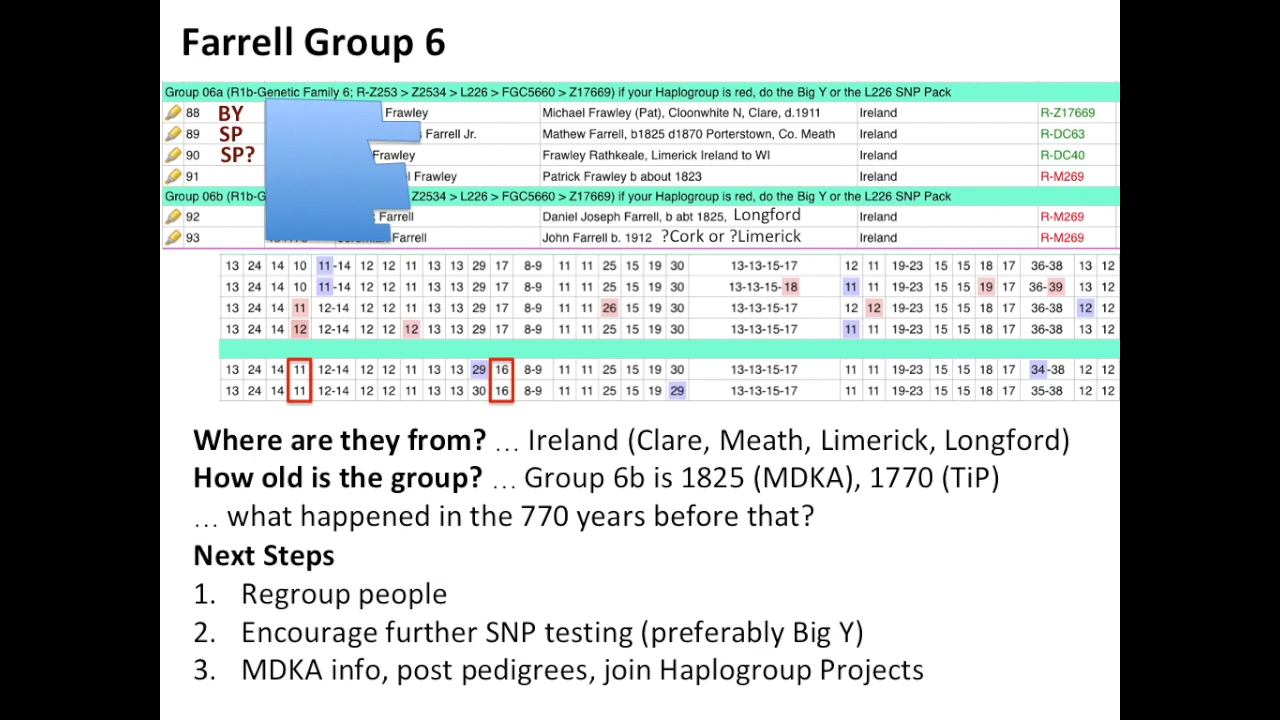 Farrell Group 6
Group 06a (R1b-Genetic Family 6; R-Z253 > Z2534 > L226 > FGC5660 > Z17669) if your Haplogroup is red, do the Big Y or the L226 SNP Pack
88 BY Frawley Michael Frawley (Pat), Cloonwhite N, Clare, d.1911 Ireland R-Z17669
89 SP Farrell Jr. Mathew Farrell, b1825 d1870 Porterstown, Co. Meath Ireland R-DC63
90 SP? Frawley Frawley Rathkeale, Limerick Ireland to WI Ireland R-DC40
91 Frawley Patrick Frawley b about 1823 Ireland R-M269
Group 06b (R1b-G Z2534 > L226 > FGC5660 > Z17669) if your Haplogroup is red, do the Big Y or the L226 SNP Pack
92 Farrell Daniel Joseph Farrell, b abt 1825, Longford Ireland R-M269
93 Farrell John Farrell b. 1912 ?Cork or ?Limerick Ireland R-M269
13 24 14 10 11-14 12 12 11 13 13 29 17 8-9 11 11 25 15 19 30 13-13-15-17 12 11 19-23 15 15 18 17 36-38 13 12
13 24 14 10 11-14 12 12 11 13 13 29 17 8-9 11 11 25 15 19 30 13-13-15-18 11 11 19-23 15 15 19 17 36-39 13 12
13 24 14 11 12-14 12 12 11 13 13 29 17 8-9 11 11 26 15 19 30 13-13-15-17 12 12 19-23 15 15 18 17 36-38 12 12
13 24 14 12 12-14 12 12 12 13 13 29 17 8-9 11 11 25 15 19 30 13-13-15-17 11 11 19-23 15 15 18 17 36-38 13 12
13 24 14 11 12-14 12 12 11 13 13 29 16 8-9 11 11 25 15 19 30 13-13-15-17 11 11 19-23 15 15 18 17 34-38 12 12
13 24 14 11 12-14 12 12 11 13 13 30 16 8-9 11 11 25 15 19 29 13-13-15-17 11 11 19-23 15 15 18 17 35-38 12 12
Where are they from? … Ireland (Clare, Meath, Limerick, Longford)
How old is the group? … Group 6b is 1825 (MDKA), 1770 (TiP)
… what happened in the 770 years before that?
Next Steps
1. Regroup people
2. Encourage further SNP testing (preferably Big Y)
3. MDKA info, post pedigrees, join Haplogroup Projects